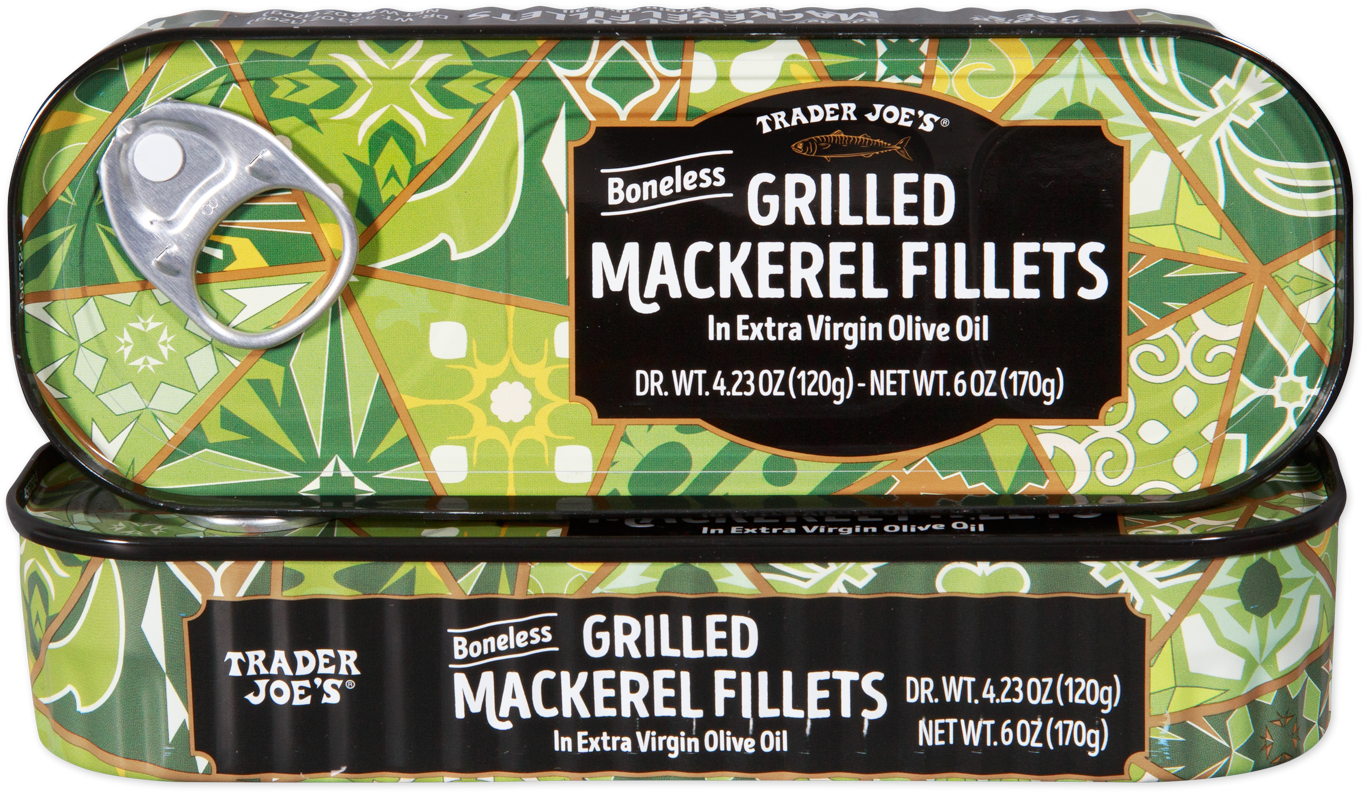 TRADER JOE'S®
Boneless
GRILLED
MACKEREL FILLETS
In Extra Virgin Olive Oil
DR. WT. 4.23 OZ (120g) - NET WT. 6 OZ (170g)
In Extra Virgin Olive Oil
TRADER
JOE'S®
Boneless
GRILLED
MACKEREL FILLETS
In Extra Virgin Olive Oil
DR. WT. 4.23 OZ (120g)
NET WT. 6 OZ (170g)